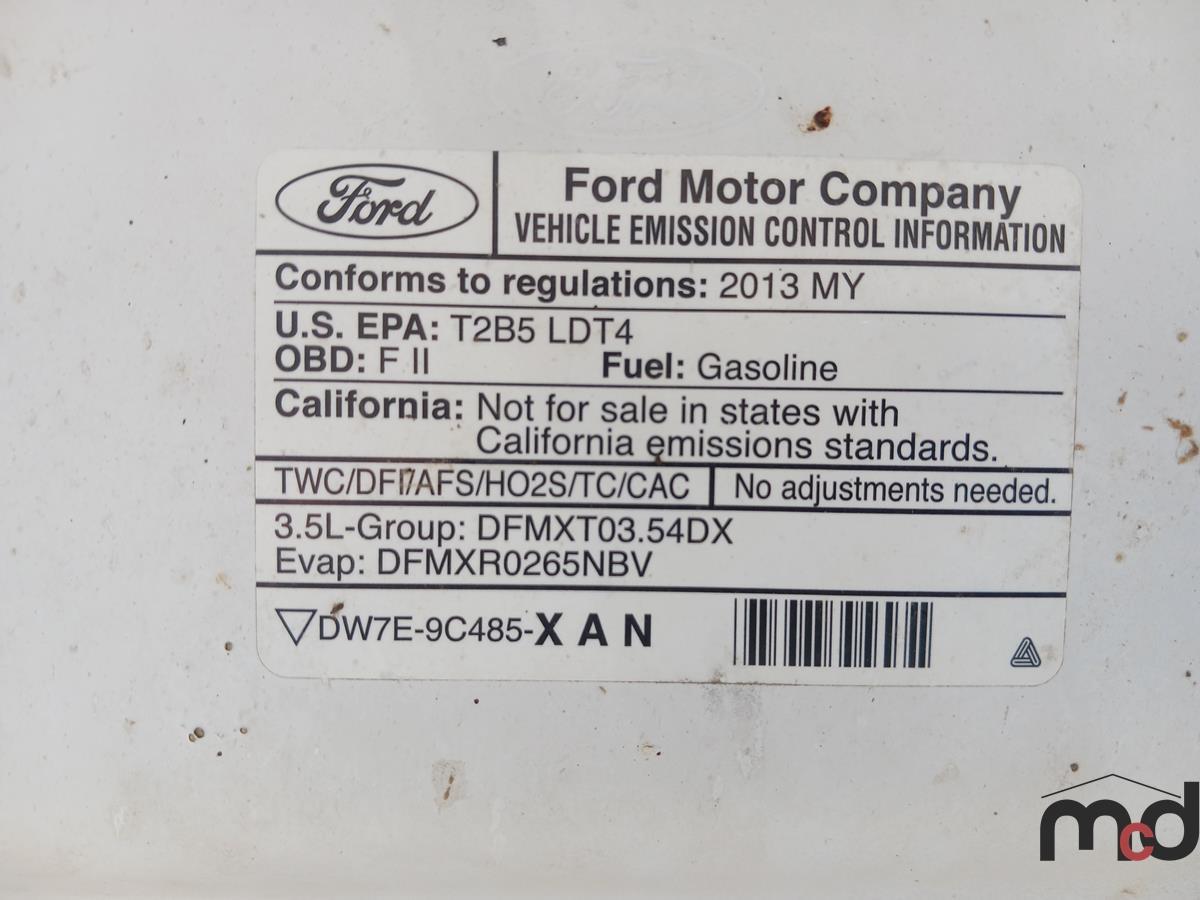 Ford
Ford Motor Company
VEHICLE EMISSION CONTROL INFORMATION
Conforms to regulations: 2013 MY
U.S. EPA: T2B5 LDT4
OBD: F II Fuel: Gasoline
California: Not for sale in states with
California emissions standards.
TWC/DFI/AFS/HO2S/TC/CAC No adjustments needed.
3.5L-Group: DFMXT03.54DX
Evap: DFMXR0265NBV
DW7E-9C485-X A N
mcd